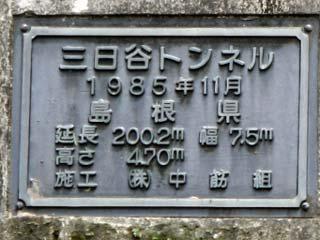 三日谷トンネル
1985年11月
島根県
延長 200.2m 幅 7.5m
高さ 4.70m
施工 ㈱ 中筋組